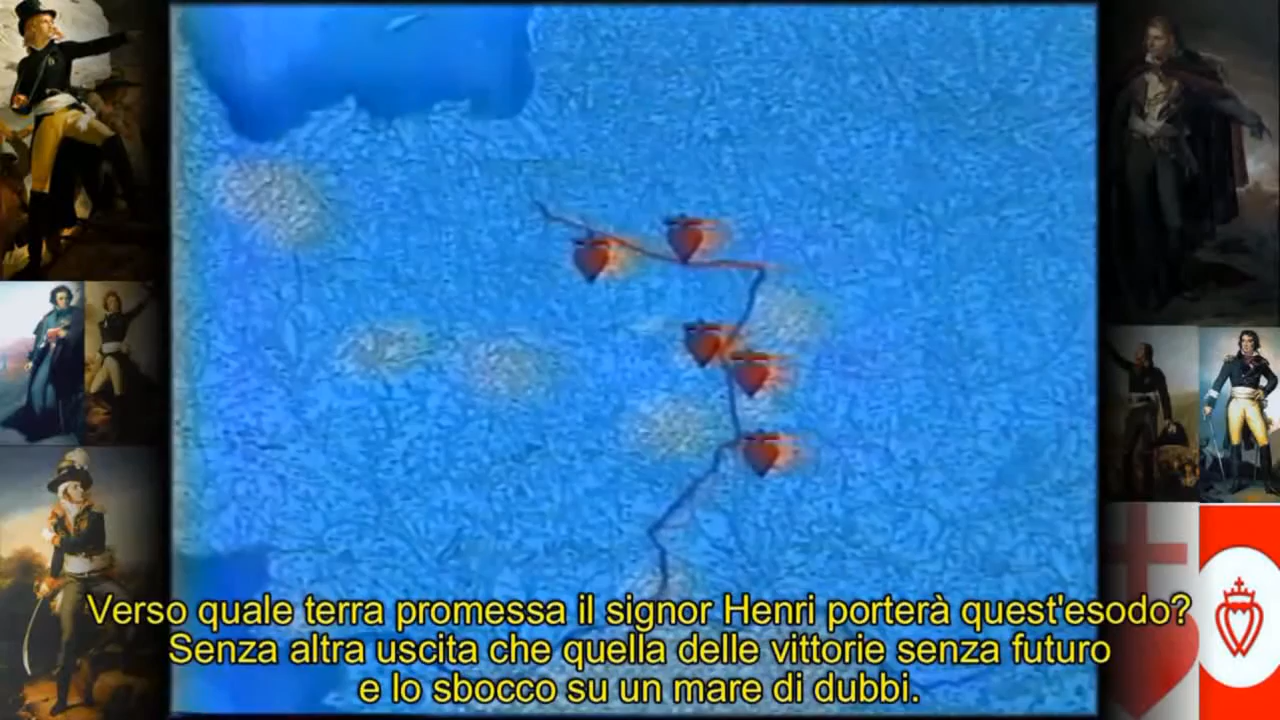 Verso quale terra promessa il signor Henri porterà quest'esodo?
Senza altra uscita che quella delle vittorie senza futuro
e lo sbocco su un mare di dubbi.